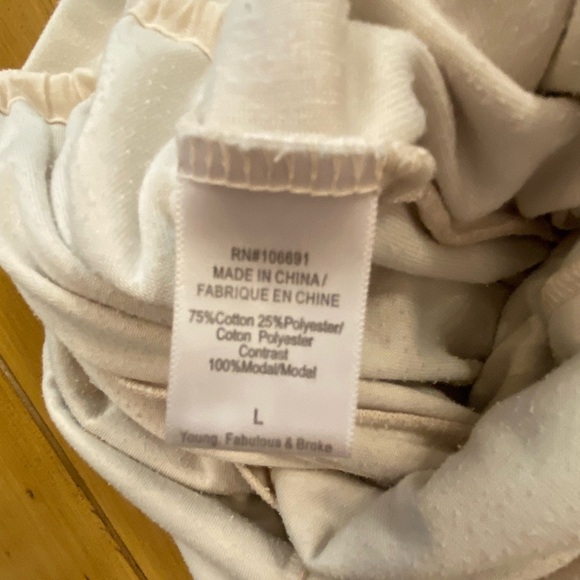 RN#106691
MADE IN CHINA/
FABRIQUE EN CHINE
75%Cotton 25%Polyester/
Coton Polyester
Contrast
100%Modal/Modal
L
Young, Fabulous & Broke